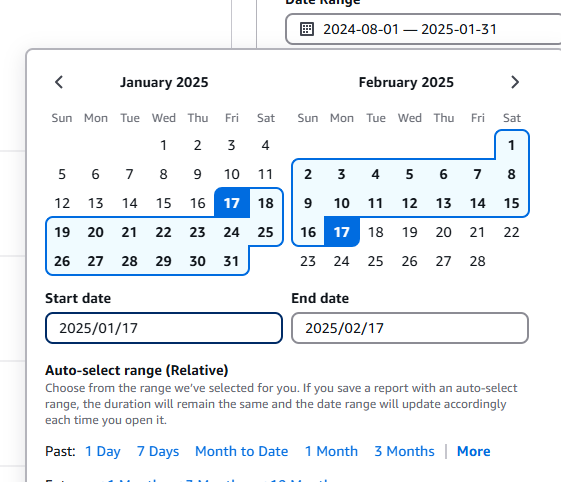 Date Range
2024-08-01 — 2025-01-31
January 2025
February 2025
Sun Mon Tue Wed Thu Fri Sat
Sun Mon Tue Wed Thu Fri Sat
1 2 3 4
1
5 6 7 8 9 10 11
2 3 4 5 6 7 8
12 13 14 15 16 17 18
9 10 11 12 13 14 15
19 20 21 22 23 24 25
16 17 18 19 20 21 22
26 27 28 29 30 31
23 24 25 26 27 28
Start date
End date
2025/01/17
2025/02/17
Auto-select range (Relative)
Choose from the range we've selected for you. If you save a report with an auto-select
range, the duration will remain the same and the date range will update accordingly
each time you open it.
Past: 1 Day 7 Days Month to Date 1 Month 3 Months | More